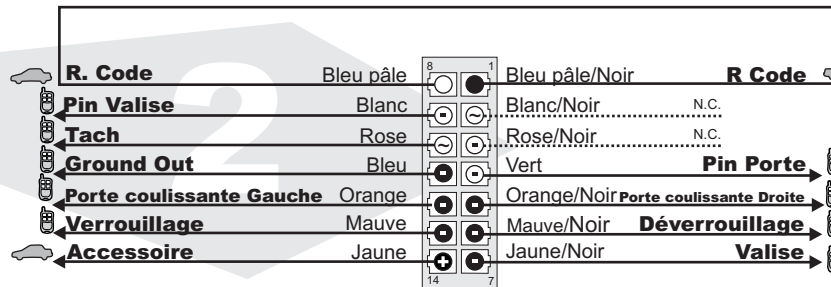 8 1
R. Code Bleu pâle Bleu pâle/Noir R Code
Pin Valise Blanc Blanc/Noir N.C.
Tach Rose Rose/Noir N.C.
Ground Out Bleu Vert Pin Porte
Porte coulissante Gauche Orange Orange/Noir Porte coulissante Droite
Verrouillage Mauve Mauve/Noir Déverrouillage
Accessoire Jaune Jaune/Noir Valise
14 7
2